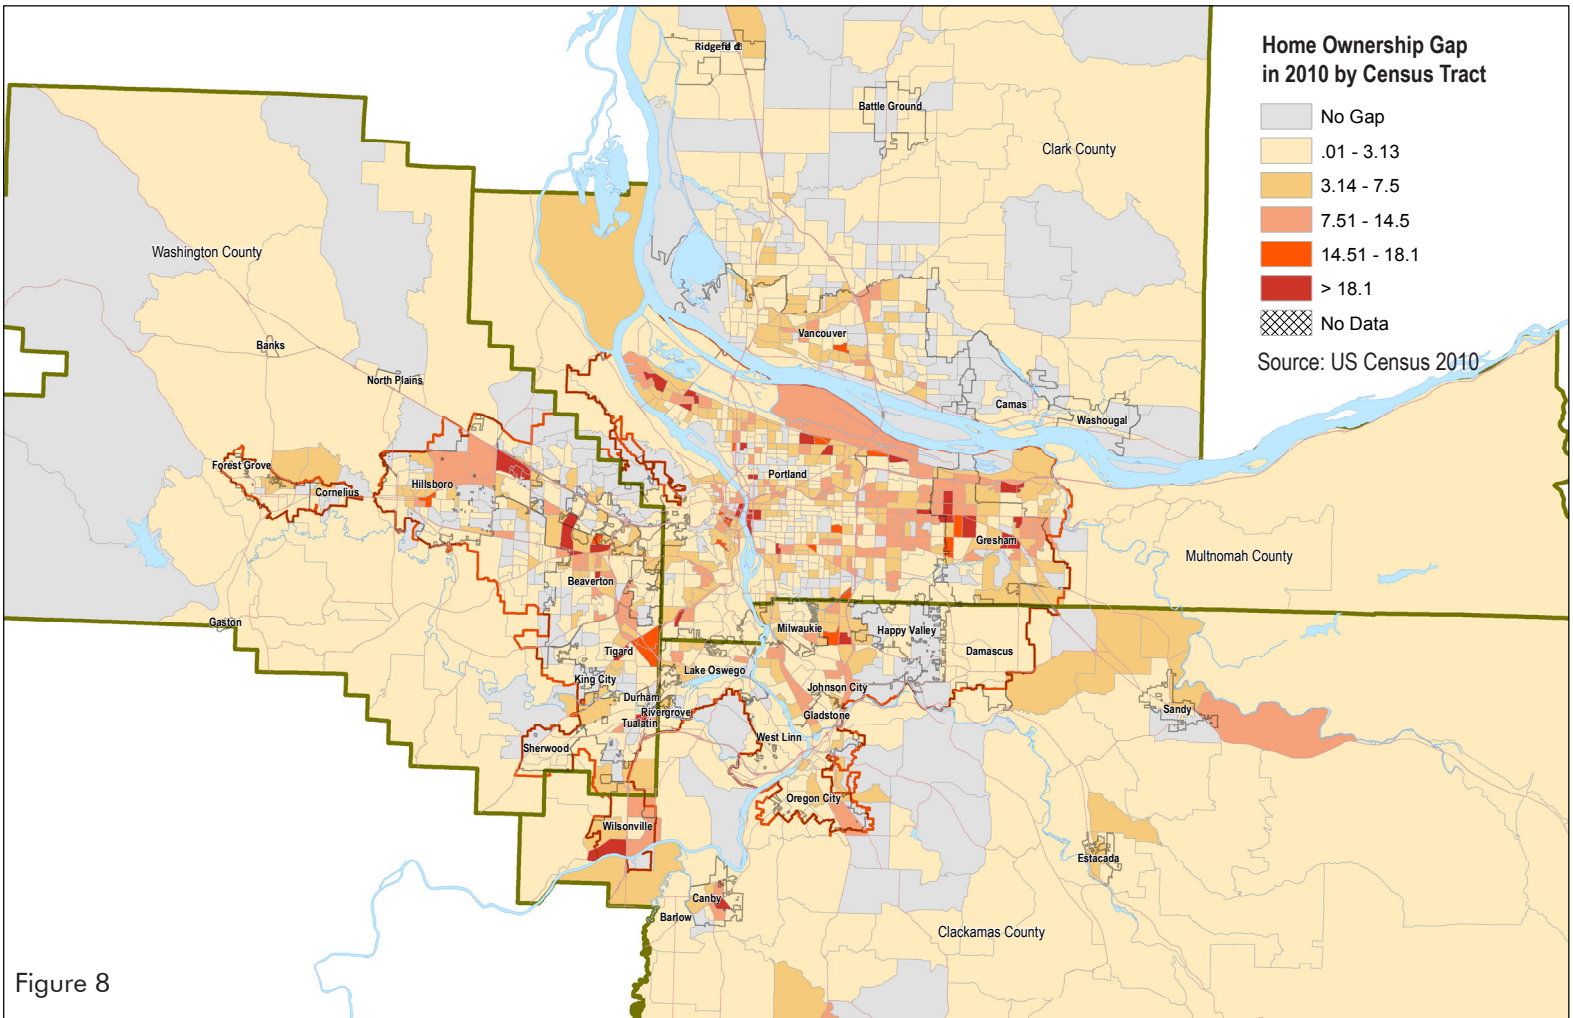 Home Ownership Gap
in 2010 by Census Tract
No Gap
.01 - 3.13
3.14 - 7.5
7.51 - 14.5
14.51 - 18.1
> 18.1
No Data
Source: US Census 2010
Battle Ground
Clark County
Washington County
Vancouver
Banks
North Plains
Camas
Washougal
Forest Grove
Cornelius
Hillsboro
Portland
Gresham
Multnomah County
Beaverton
Gaston
Milwaukie
Happy Valley
Tigard
Damascus
Lake Oswego
King City
Durham
Johnson City
Rivergrove
Gladstone
Tualatin
Sandy
West Linn
Sherwood
Oregon City
Wilsonville
Estacada
Canby
Barlow
Clackamas County
Figure 8